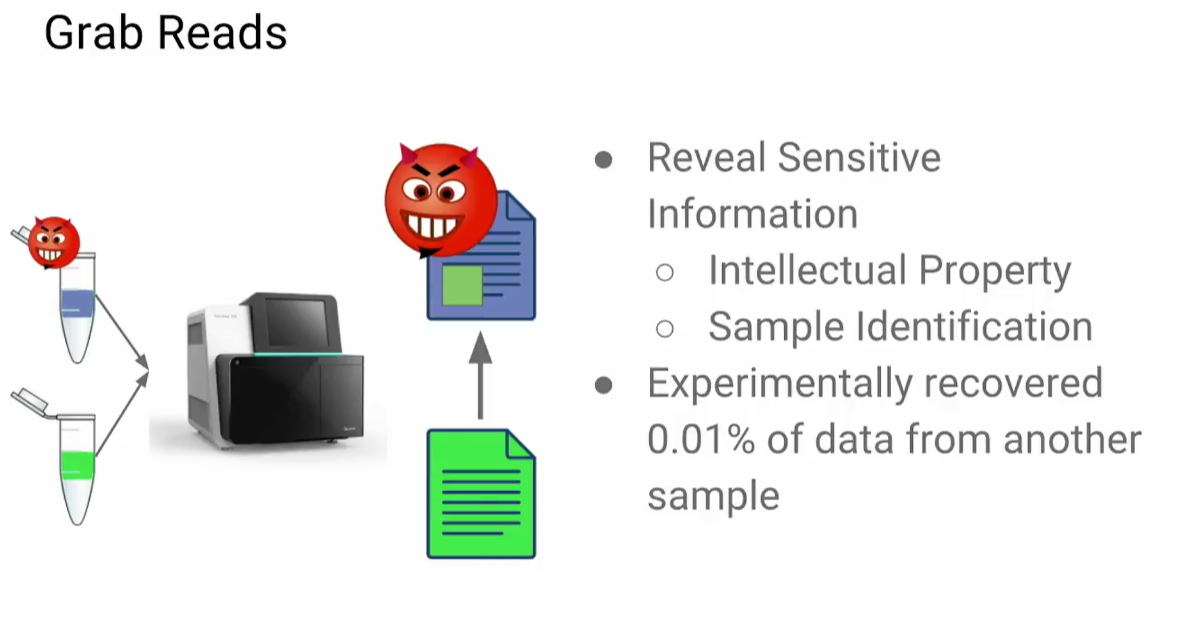 Grab Reads
● Reveal Sensitive
Information
○ Intellectual Property
○ Sample Identification
● Experimentally recovered
0.01% of data from another
sample